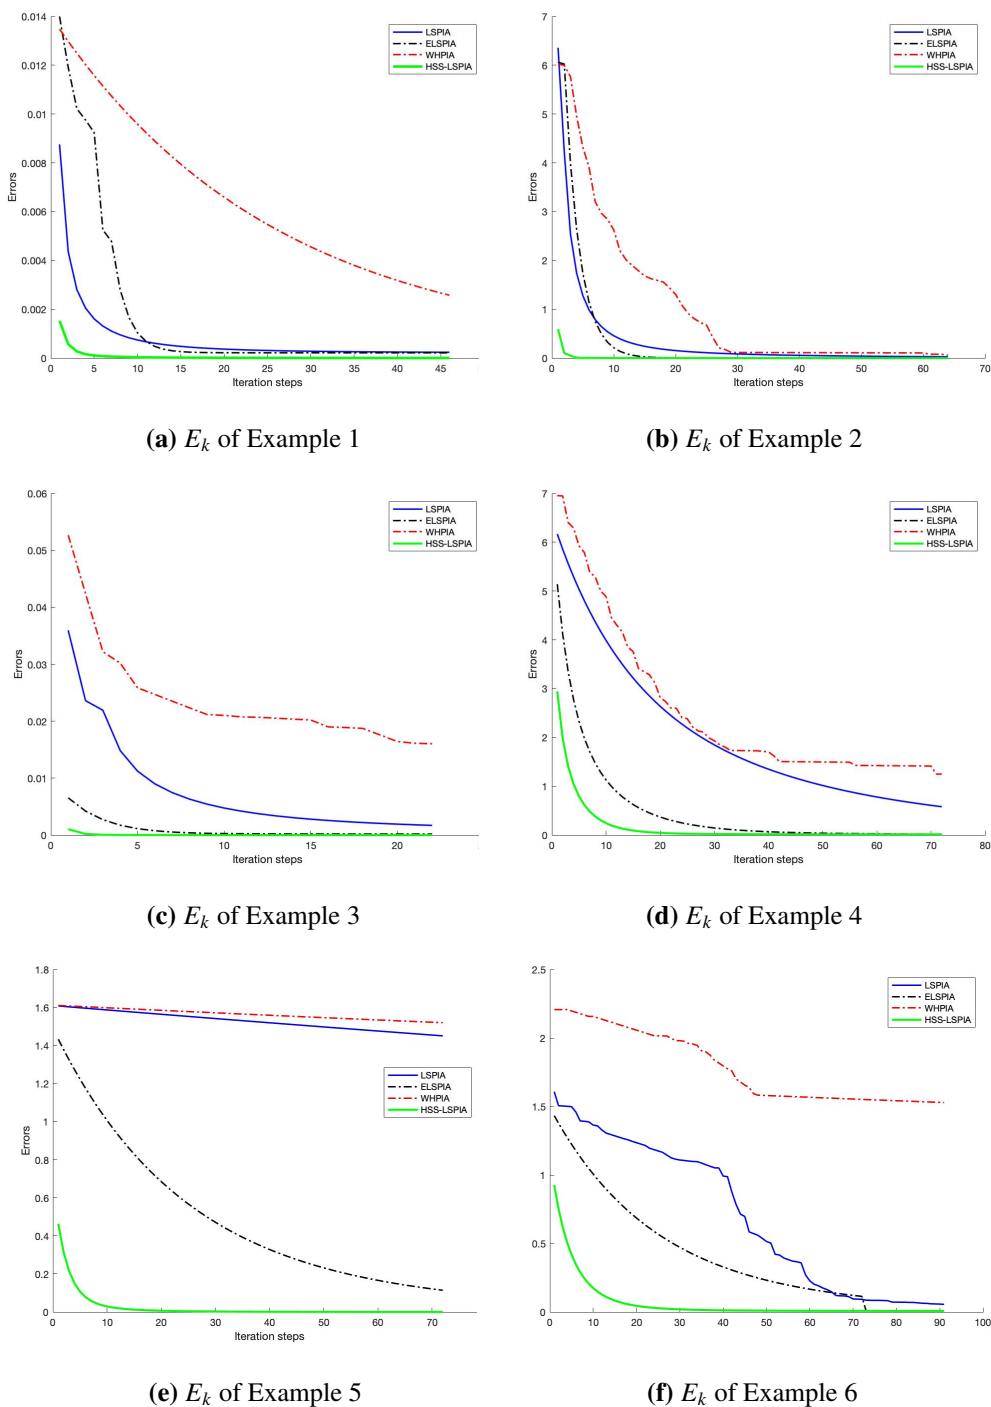 0.014
0.012
0.01
0.008
0.006
0.004
0.002
0
Errors
0 5 10 15 20 25 30 35 40 45
Iteration steps
LSPIA
ELSPIA
WHPIA
HSS-LSPIA
(a) E_k of Example 1
7
6
5
4
3
2
1
0
Errors
0 10 20 30 40 50 60 70
Iteration steps
LSPIA
ELSPIA
WHPIA
HSS-LSPIA
(b) E_k of Example 2
0.06
0.05
0.04
0.03
0.02
0.01
0
Errors
0 5 10 15 20
Iteration steps
LSPIA
ELSPIA
WHPIA
HSS-LSPIA
(c) E_k of Example 3
7
6
5
4
3
2
1
0
Errors
0 10 20 30 40 50 60 70 80
Iteration steps
LSPIA
ELSPIA
WHPIA
HSS-LSPIA
(d) E_k of Example 4
1.8
1.6
1.4
1.2
1
0.8
0.6
0.4
0.2
0
Errors
0 10 20 30 40 50 60 70
Iteration steps
LSPIA
ELSPIA
WHPIA
HSS-LSPIA
(e) E_k of Example 5
2.5
2
1.5
1
0.5
0
0 10 20 30 40 50 60 70 80 90 100
LSPIA
ELSPIA
WHPIA
HSS-LSPIA
(f) E_k of Example 6